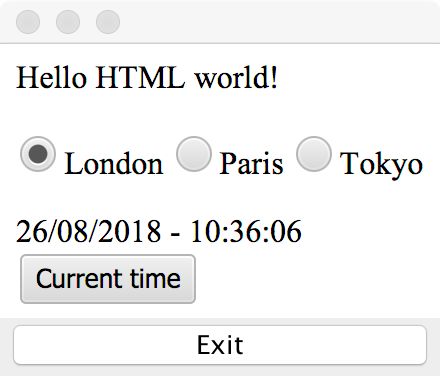 Hello HTML world!
London Paris Tokyo
26/08/2018 - 10:36:06
Current time
Exit